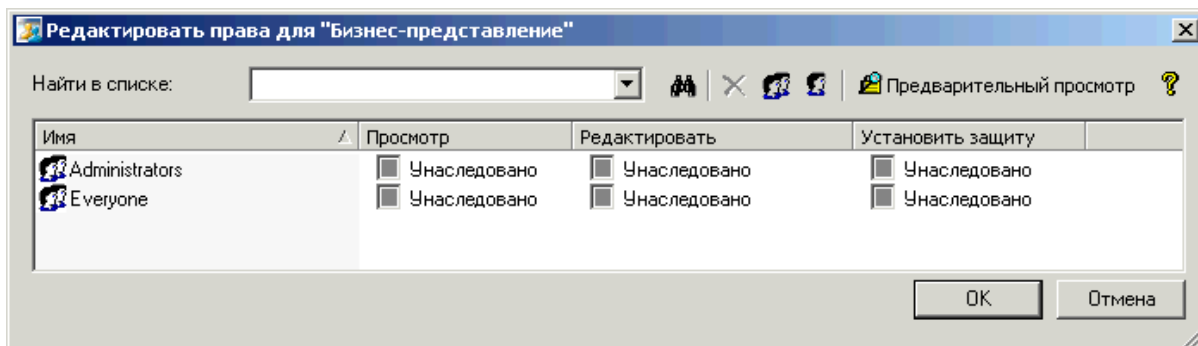 Редактировать права для "Бизнес-представление"
Найти в списке: Предварительный просмотр
Имя Просмотр Редактировать Установить защиту
Administrators Унаследовано Унаследовано Унаследовано
Everyone Унаследовано Унаследовано Унаследовано
OK Отмена